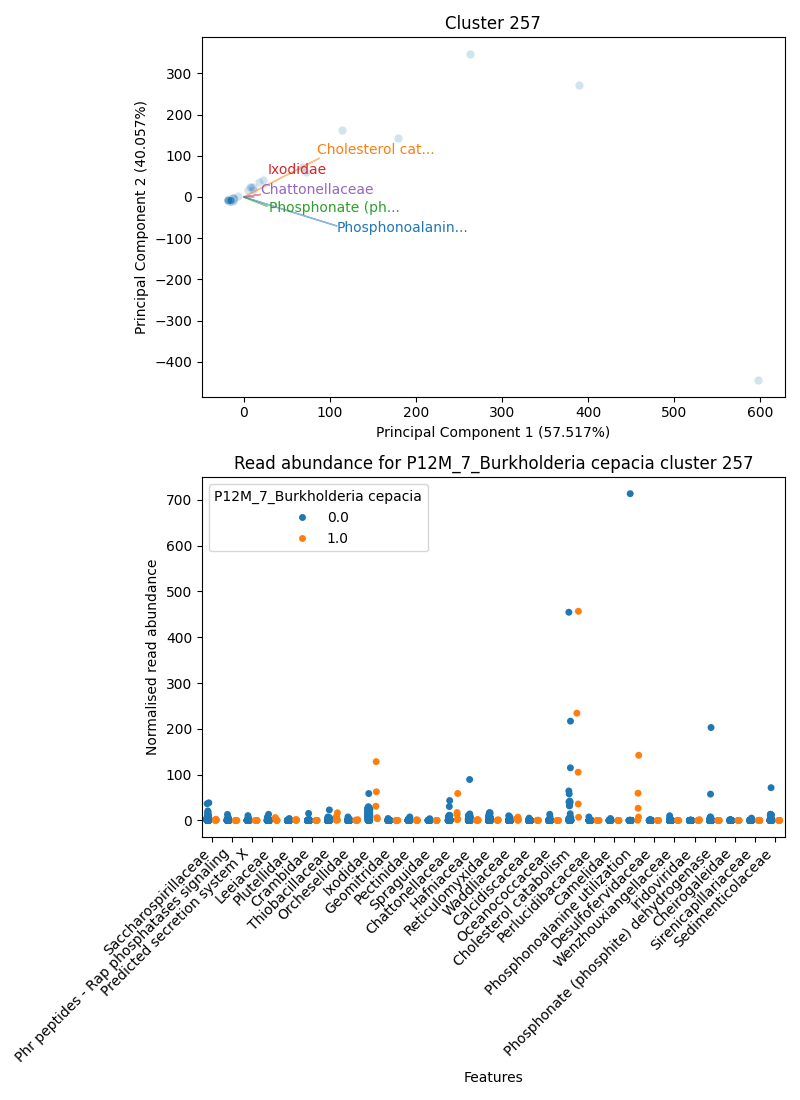 Cluster 257
300
200
100
0
−100
−200
−300
−400
Principal Component 2 (40.057%)
Cholesterol cat...
Ixodidae
Chattonellaceae
Phosphonate (ph...
Phosphonoalanin...
0
100
200
300
400
500
600
Principal Component 1 (57.517%)
Read abundance for P12M_7_Burkholderia cepacia cluster 257
P12M_7_Burkholderia cepacia
0.0
1.0
700
600
500
400
300
200
100
0
Normalised read abundance
Saccharospirillaceae
Phr peptides - Rap phosphatases signaling
Predicted secretion system X
Leeiaceae
Plutellidae
Crambidae
Thiobacillaceae
Orchesellidae
Ixodidae
Geometridae
Pectinidae
Spraguidae
Chattonellaceae
Hafniaceae
Reticulomyxidae
Waddliaceae
Calcidiscaceae
Oceanococcaceae
Cholesterol catabolism
Perlucidibacaceae
Camelidae
Phosphonoalanine utilization
Desulfofervidaceae
Wenzhouxiangellaceae
Iridoviridae
Phosphonate (phosphite) dehydrogenase
Cheirogaleidae
Sirenicapillariaceae
Sedimenticolaceae
Features